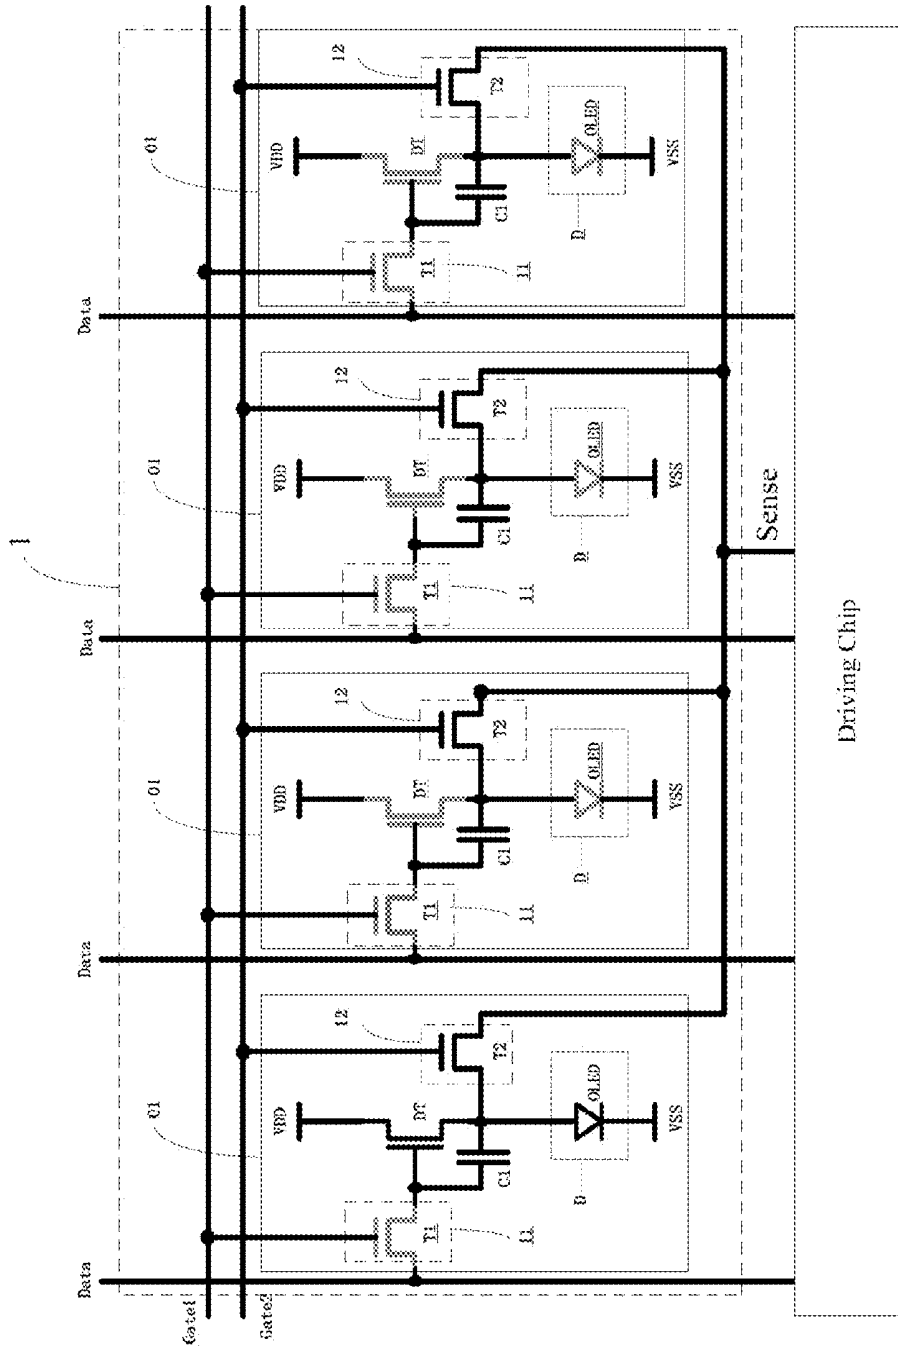 1
Data
Data
Data
Data
01
01
01
01
Gate1
Gate2
VDD
VDD
VDD
VDD
12
12
12
12
DT
DT
DT
DT
T1
T1
T1
T1
T2
T2
T2
T2
C1
C1
C1
C1
11
11
11
11
D
D
D
D
OLED
OLED
OLED
OLED
VSS
VSS
VSS
VSS
Sense
Driving Chip